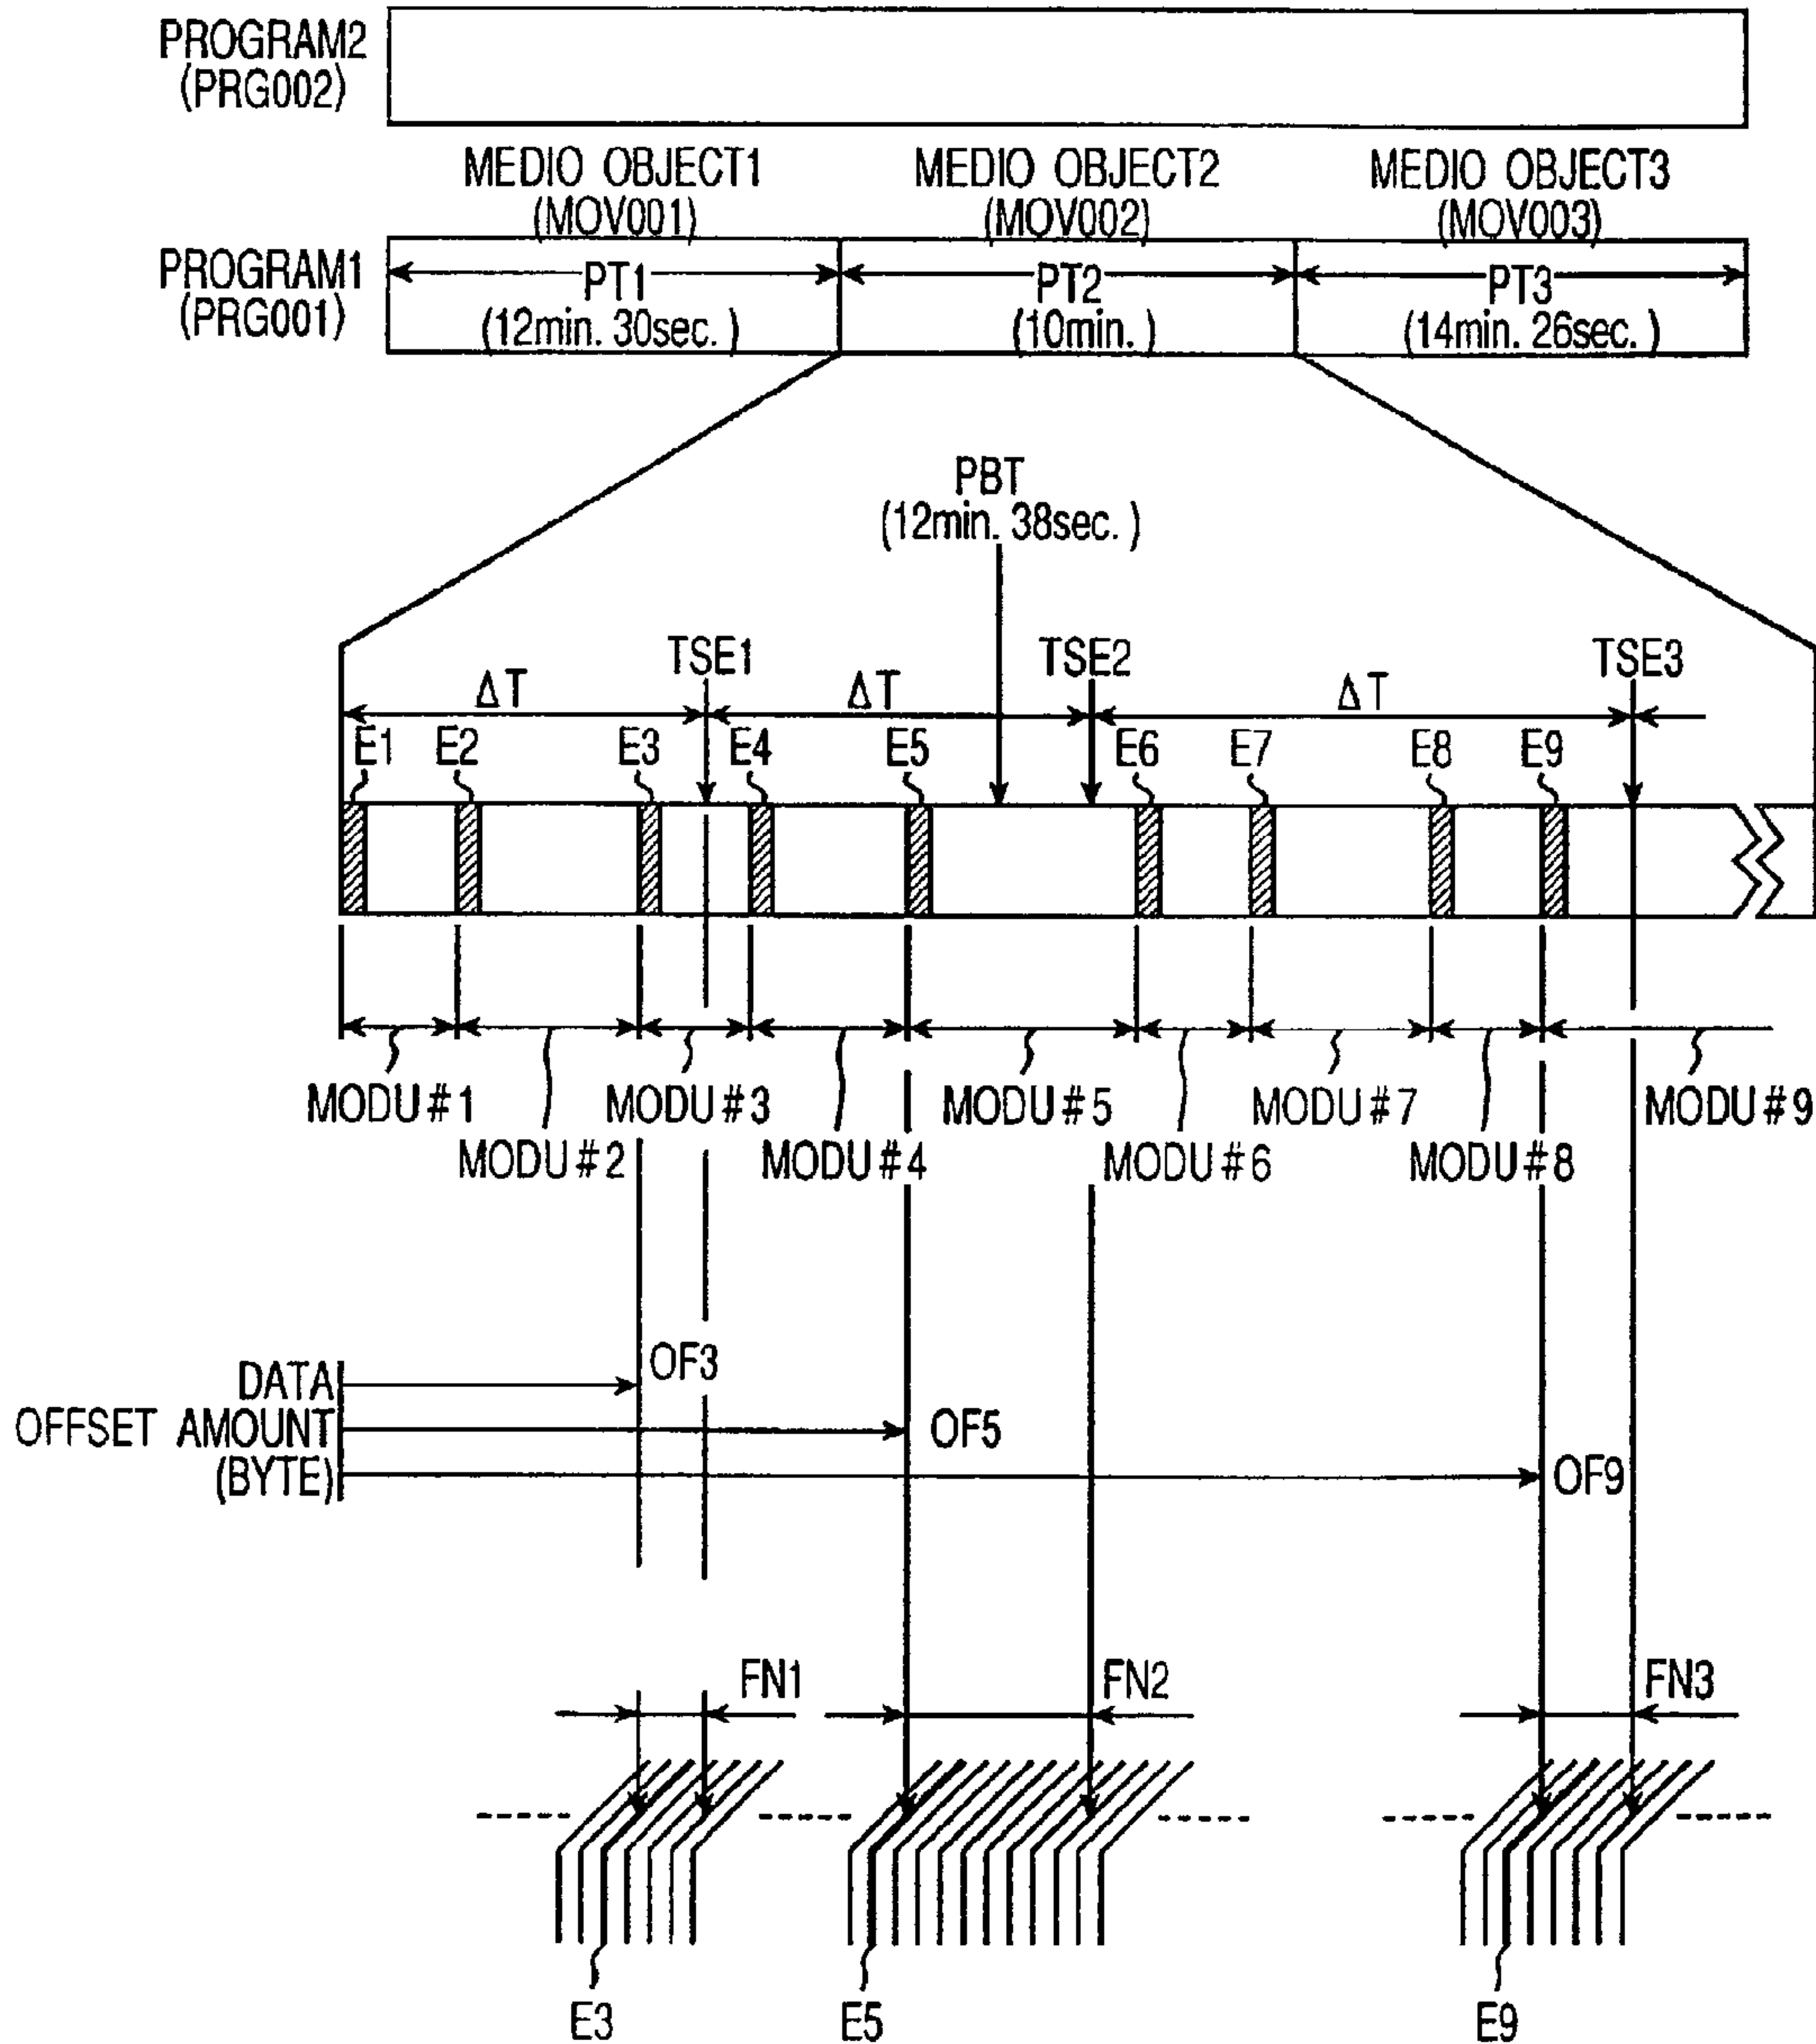 PROGRAM2
(PRG002)
MEDIO OBJECT1
(MOV001)
MEDIO OBJECT2
(MOV002)
MEDIO OBJECT3
(MOV003)
PROGRAM1
(PRG001)
PT1
(12min. 30sec. )
PT2
(10min. )
PT3
(14min. 26sec. )
PBT
(12min. 38sec. )
TSE1
TSE2
TSE3
ΔT
ΔT
ΔT
E1
E2
E3
E4
E5
E6
E7
E8
E9
MODU#1
MODU#3
MODU#5
MODU#7
MODU#9
MODU#2
MODU#4
MODU#6
MODU#8
DATA
OFFSET AMOUNT
(BYTE)
OF3
OF5
OF9
FN1
FN2
FN3
E3
E5
E9